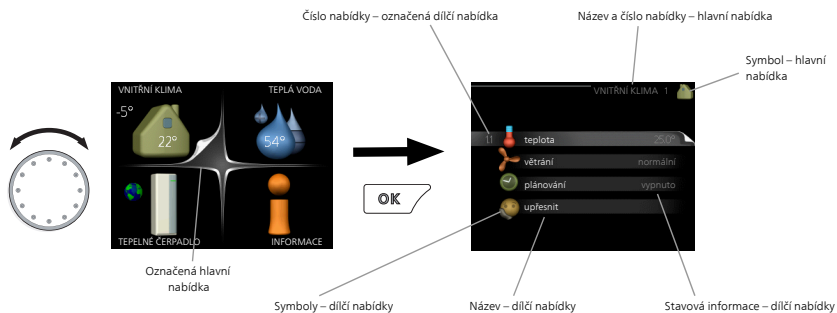 Číslo nabídky – označená dílčí nabídka
Název a číslo nabídky – hlavní nabídka
Symbol – hlavní
nabídka
VNITŘNÍ KLIMA
TEPLÁ VODA
-5°
22°
54°
TEPELNÉ ČERPADLO
INFORMACE
OK
VNITŘNÍ KLIMA 1
1.1 teplota 25.0°
větrání normální
plánování vypnuto
upřesnit
Označená hlavní
nabídka
Symboly – dílčí nabídky
Název – dílčí nabídky
Stavová informace – dílčí nabídky